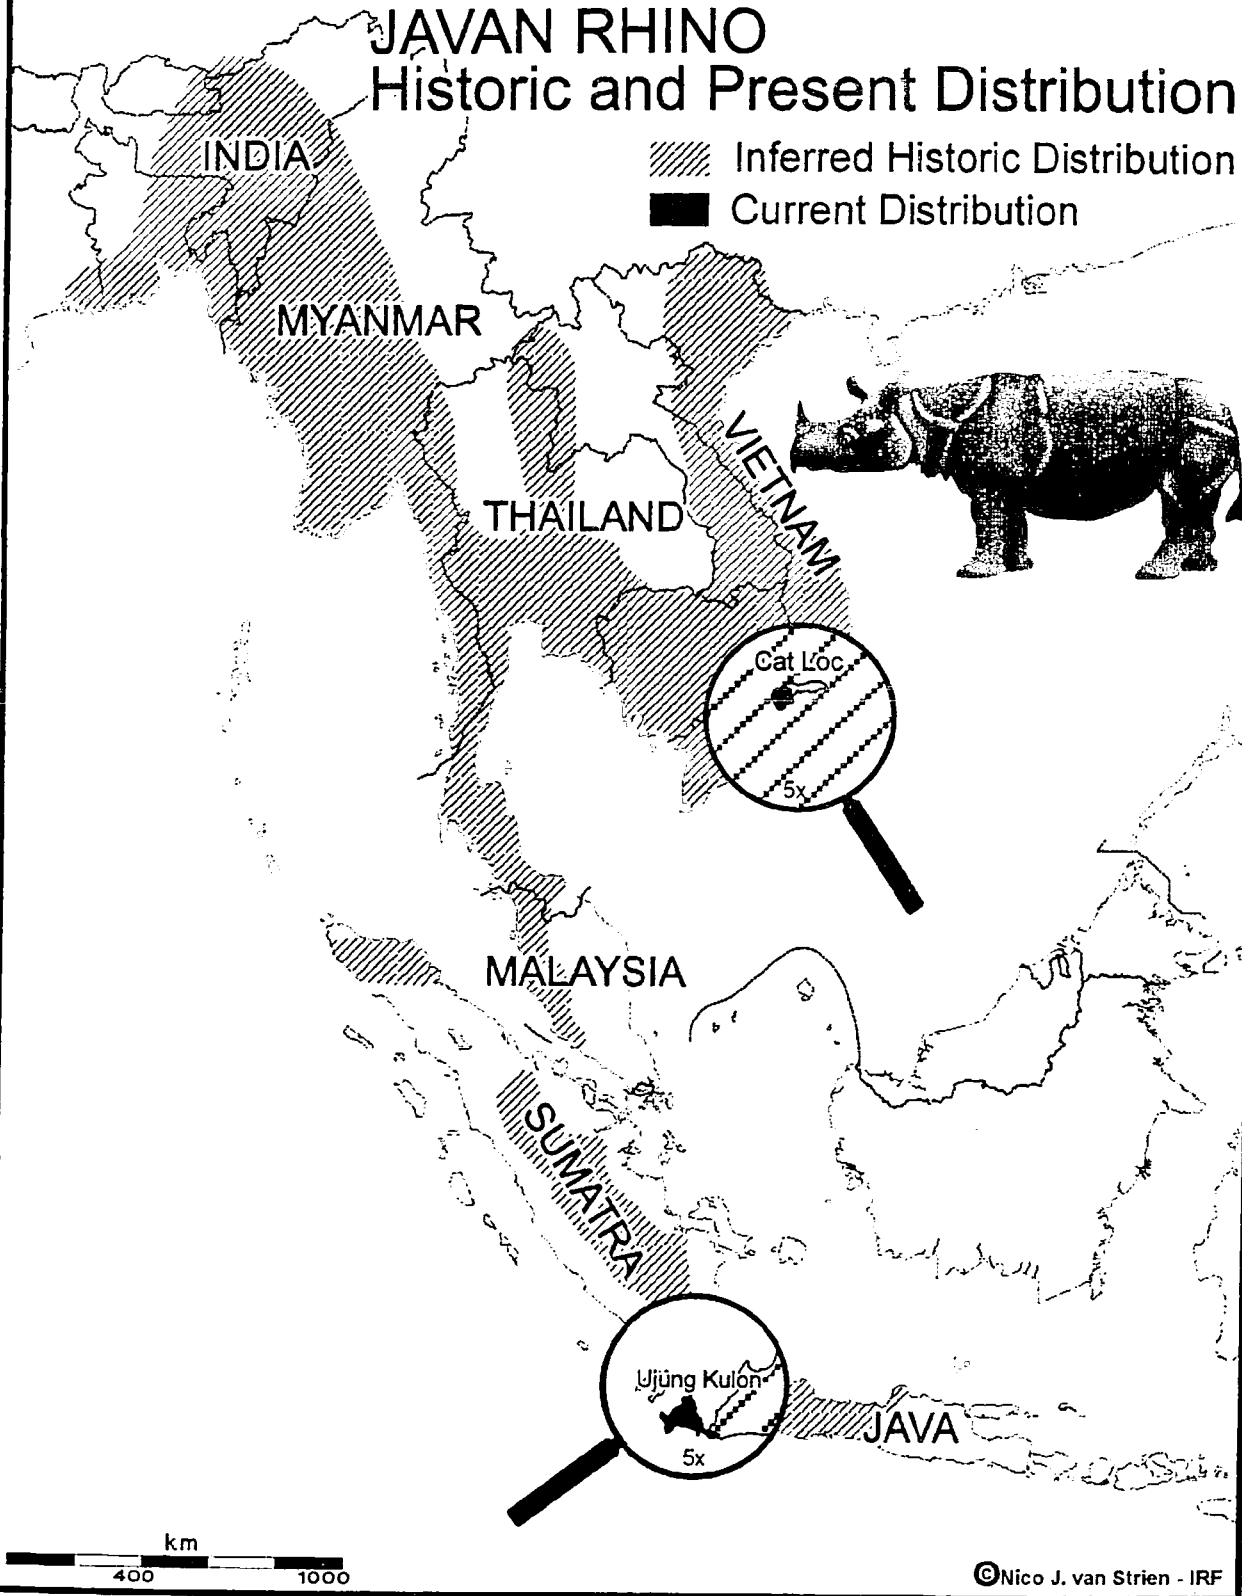 JAVAN RHINO
Historic and Present Distribution
Inferred Historic Distribution
Current Distribution
INDIA
MYANMAR
THAILAND
VIETNAM
Cat Loc
5x
MALAYSIA
SUMATRA
Ujung Kulon
5x
JAVA
km
400 1000
©Nico J. van Strien - IRF